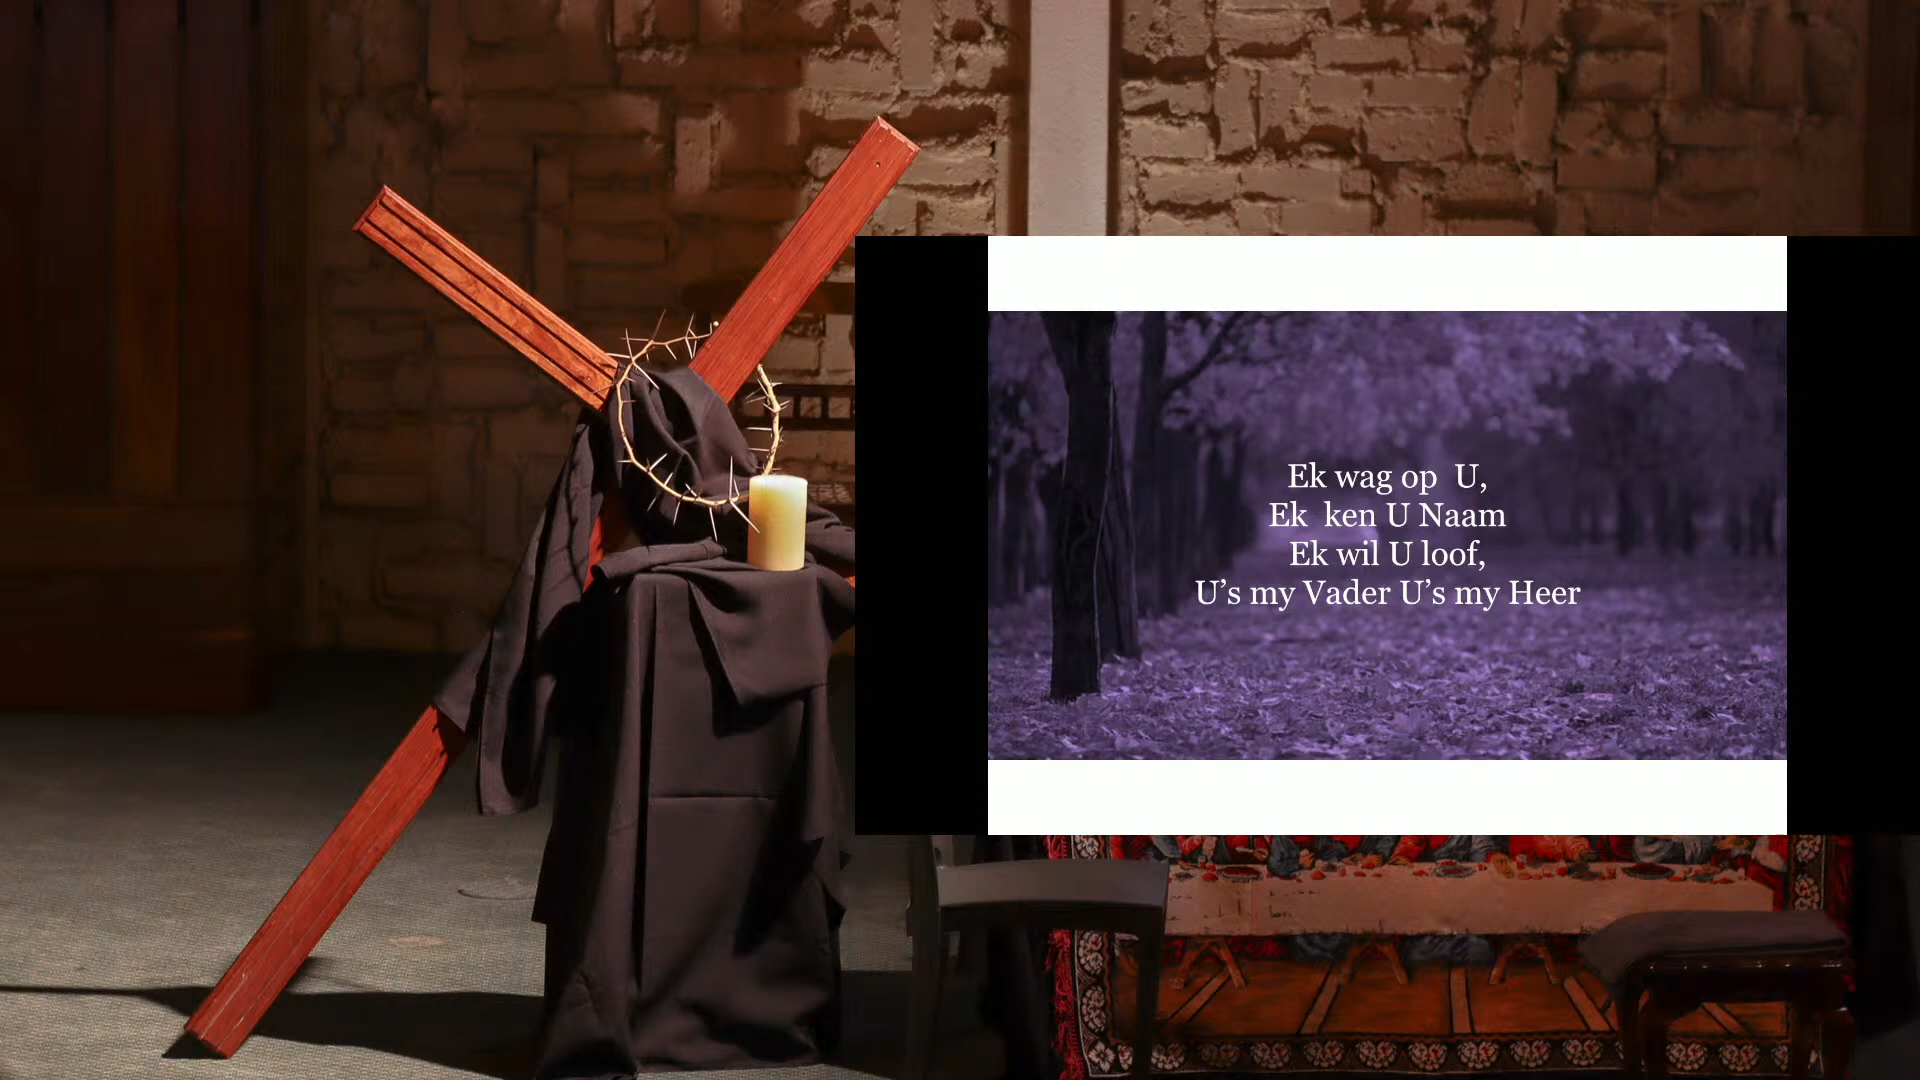 Ek wag op  U,
Ek  ken U Naam
Ek wil U loof,
U’s my Vader U’s my Heer